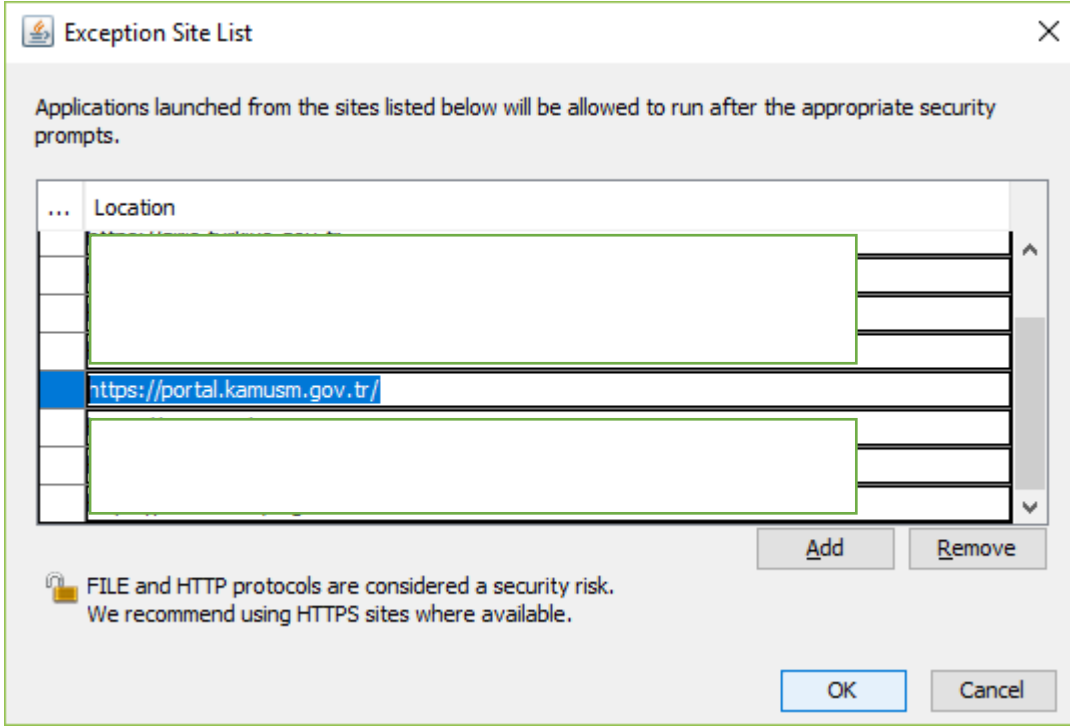 Exception Site List
Applications launched from the sites listed below will be allowed to run after the appropriate security
prompts.
... Location
https://portal.kamusm.gov.tr/
Add Remove
FILE and HTTP protocols are considered a security risk.
We recommend using HTTPS sites where available.
OK Cancel